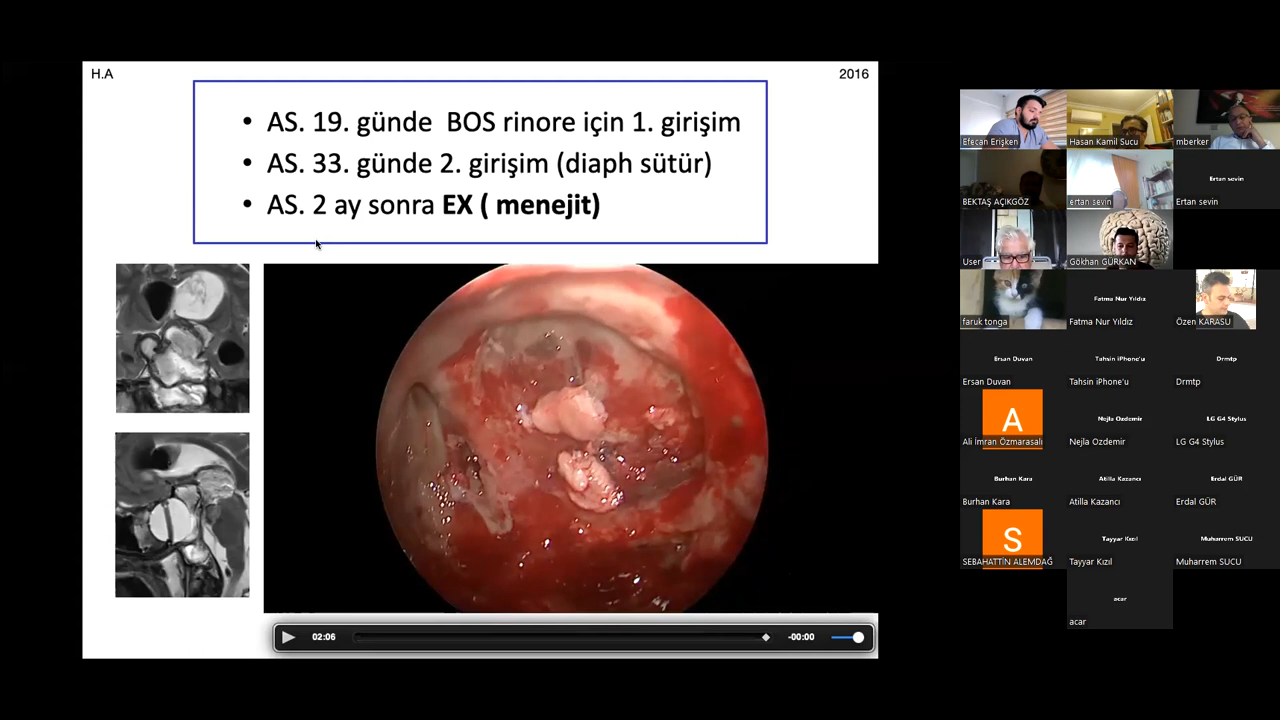 H.A
2016
• AS. 19. günde BOS rinore için 1. girişim
• AS. 33. günde 2. girişim (diaph sütür)
• AS. 2 ay sonra EX ( menejit)
02:06
-00:00
Efecan Erişken
Hasan Kamil Sucu
mberker
BEKTAŞ AÇIKGÖZ
ertan sevin
Ertan sevin
Ertan sevin
User
Gökhan GÜRKAN
faruk tonga
Fatma Nur Yıldız
Fatma Nur Yıldız
Özen KARASU
Ersan Duvan
Ersan Duvan
Tahsin iPhone'u
Tahsin iPhone'u
Drmtp
Drmtp
A
Ali İmran Özmarasalı
Nejla Ozdemir
Nejla Ozdemir
LG G4 Stylus
LG G4 Stylus
Burhan Kara
Burhan Kara
Atilla Kazancı
Atilla Kazancı
Erdal GÜR
Erdal GÜR
S
SEBAHATTİN ALEMDAĞ
Tayyar Kızıl
Tayyar Kızıl
Muharrem SUCU
Muharrem SUCU
acar
acar